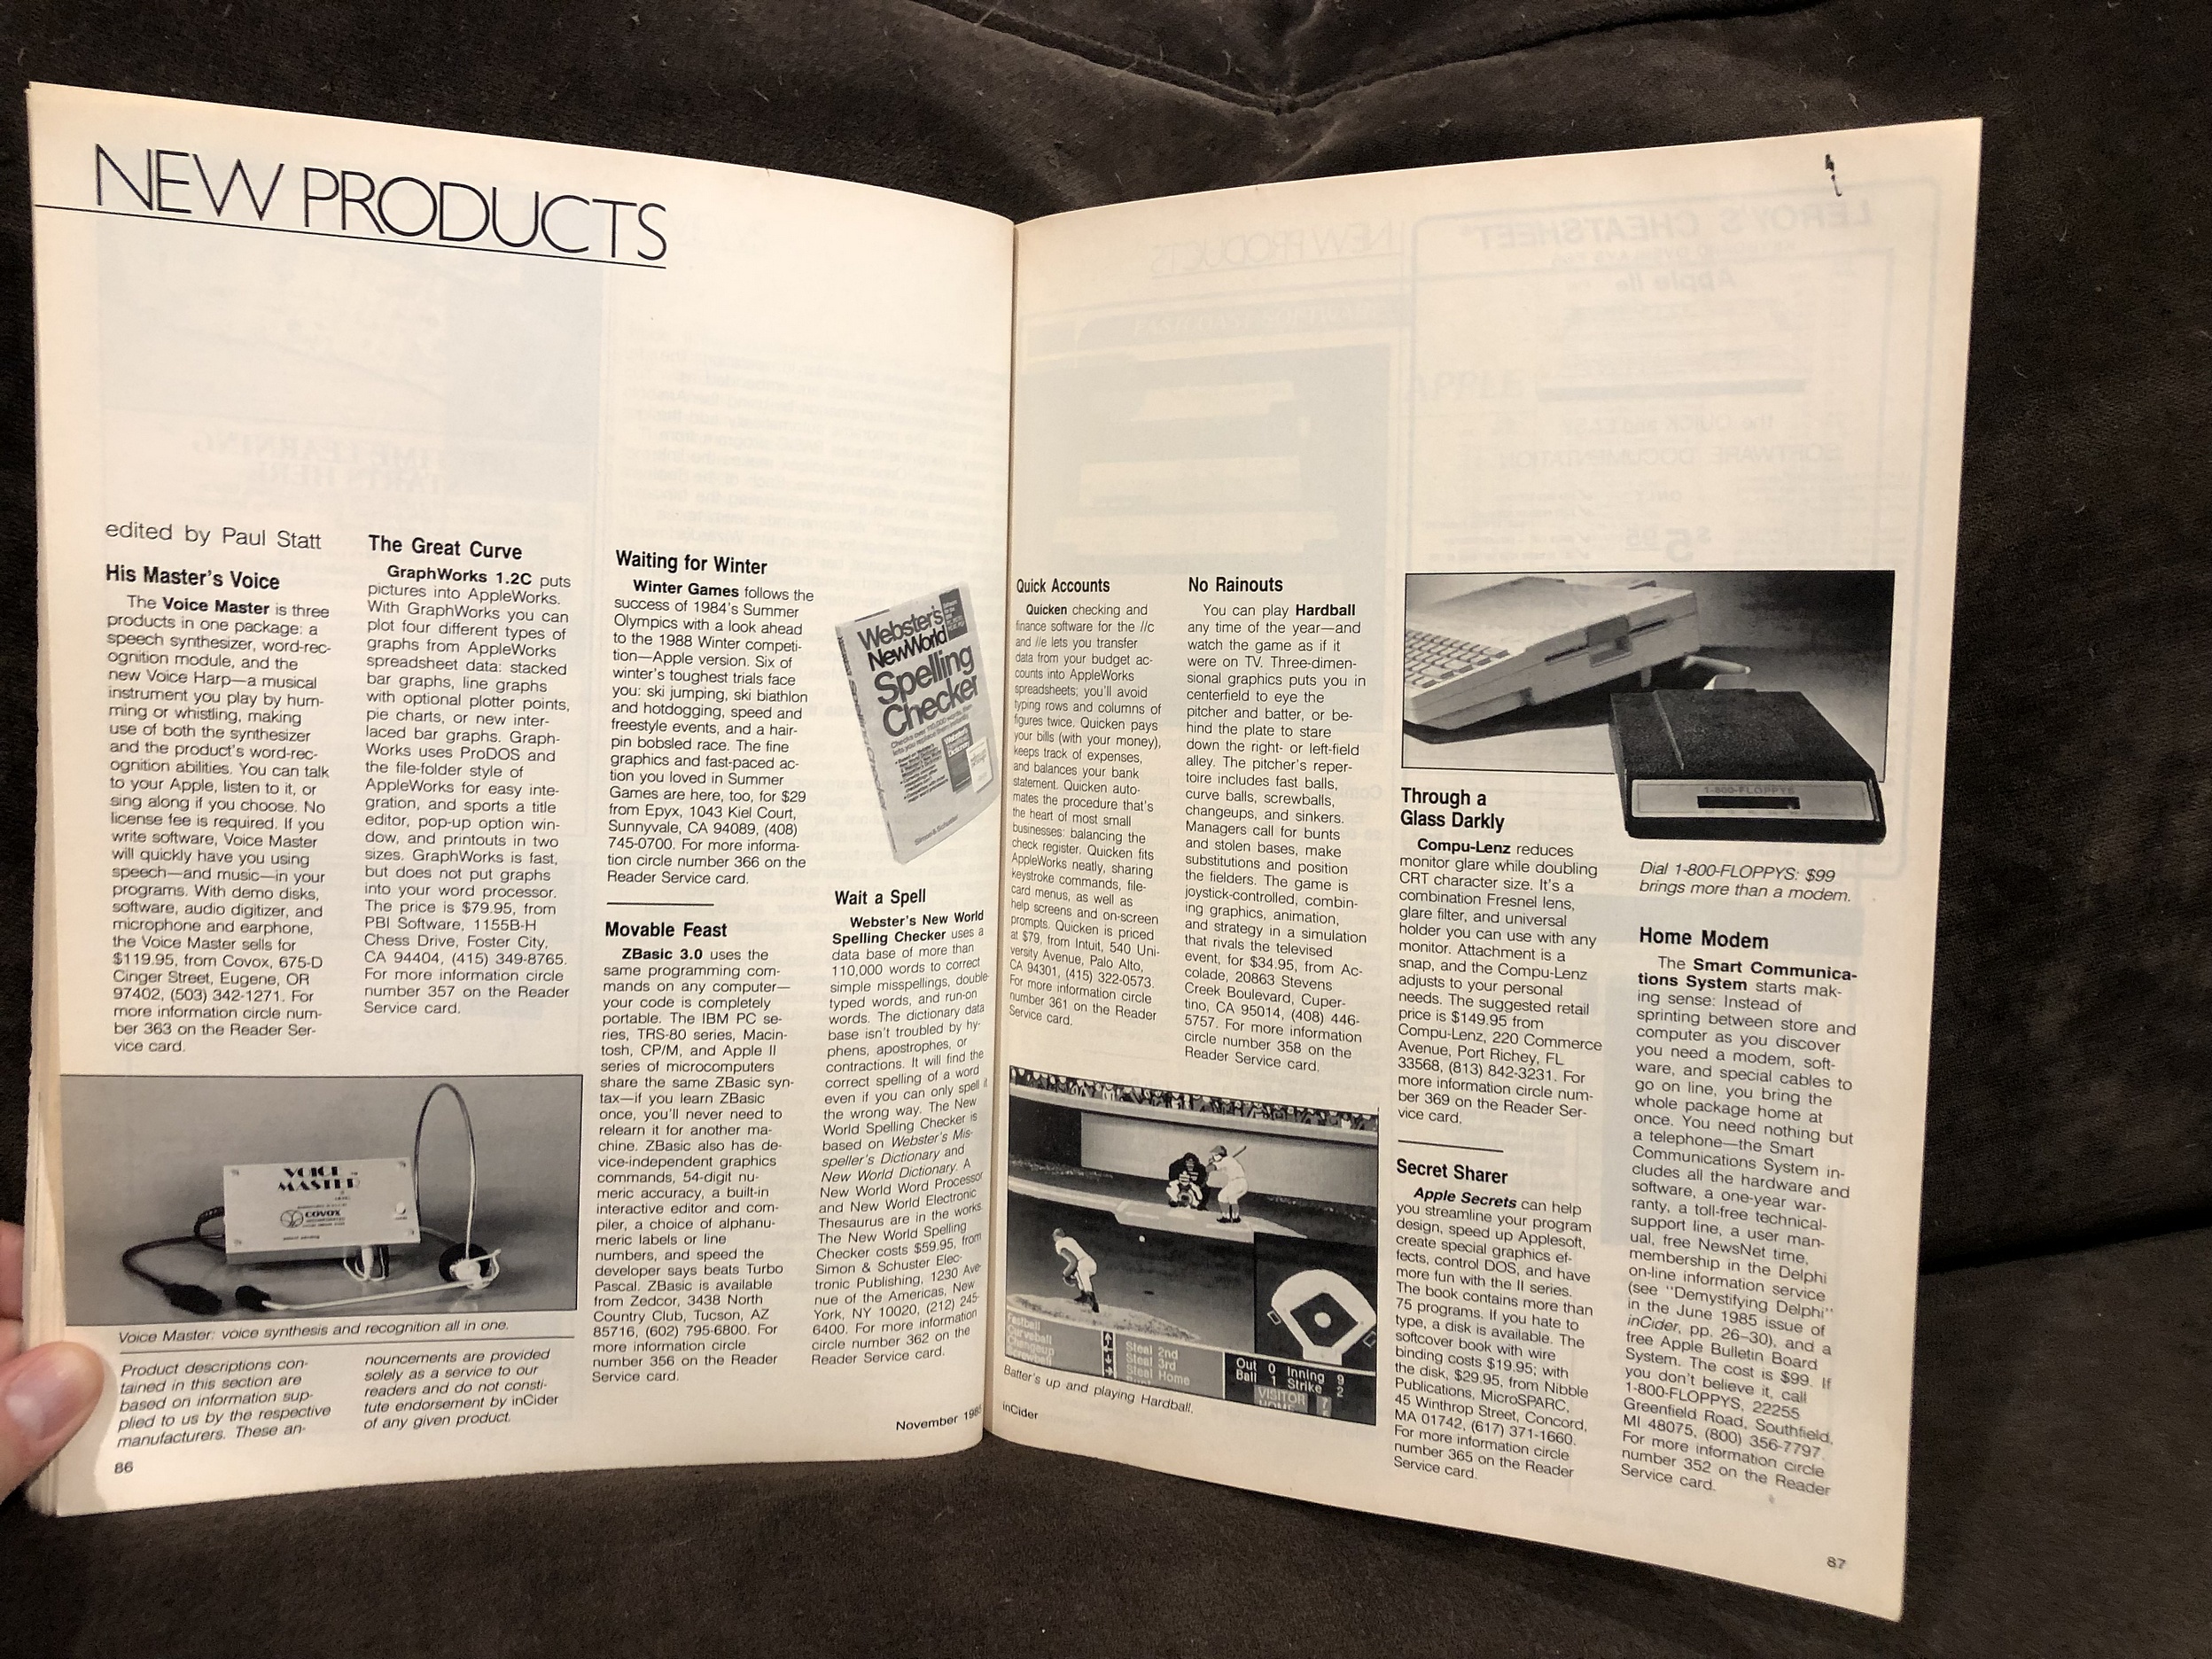 NEW PRODUCTS
edited by Paul Statt
His Master's Voice
The Voice Master is three
products in one package: a
speech synthesizer, word-rec-
ognition module, and the
new Voice Harp—a musical
instrument you play by hum-
ming or whistling, making
use of both the synthesizer
and the product's word-rec-
ognition abilities. You can talk
to your Apple, listen to it, or
sing along if you choose. No
license fee is required. If you
write software, Voice Master
will quickly have you using
speech—and music—in your
programs. With demo disks,
software, audio digitizer, and
microphone and earphone,
the Voice Master sells for
$119.95, from Covox, 675-D
Cinger Street, Eugene, OR
97402, (503) 342-1271. For
more information circle num-
ber 363 on the Reader Ser-
vice card.
The Great Curve
GraphWorks 1.2C puts
pictures into AppleWorks.
With GraphWorks you can
plot four different types of
graphs from AppleWorks
spreadsheet data: stacked
bar graphs, line graphs
with optional plotter points,
pie charts, or new inter-
laced bar graphs. Graph-
Works uses ProDOS and
the file-folder style of
AppleWorks for easy inte-
gration, and sports a title
editor, pop-up option win-
dow, and printouts in two
sizes. GraphWorks is fast,
but does not put graphs
into your word processor.
The price is $79.95, from
PBI Software, 1155B-H
Chess Drive, Foster City,
CA 94404, (415) 349-8765.
For more information circle
number 357 on the Reader
Service card.
VOICE
MASTER
COVOX
Voice Master: voice synthesis and recognition all in one.
Product descriptions con-
tained in this section are
based on information sup-
plied to us by the respective
manufacturers. These an-
nouncements are provided
solely as a service to our
readers and do not consti-
tute endorsement by inCider
of any given product.
86
Waiting for Winter
Winter Games follows the
success of 1984's Summer
Olympics with a look ahead
to the 1988 Winter competi-
tion—Apple version. Six of
winter's toughest trials face
you: ski jumping, ski biathlon
and hotdogging, speed and
freestyle events, and a hair-
pin bobsled race. The fine
graphics and fast-paced ac-
tion you loved in Summer
Games are here, too, for $29
from Epyx, 1043 Kiel Court,
Sunnyvale, CA 94089, (408)
745-0700. For more informa-
tion circle number 366 on the
Reader Service card.
Movable Feast
ZBasic 3.0 uses the
same programming com-
mands on any computer—
your code is completely
portable. The IBM PC se-
ries, TRS-80 series, Macin-
tosh, CP/M, and Apple II
series of microcomputers
share the same ZBasic syn-
tax—if you learn ZBasic
once, you'll never need to
relearn it for another ma-
chine. ZBasic also has de-
vice-independent graphics
commands, 54-digit nu-
meric accuracy, a built-in
interactive editor and com-
piler, a choice of alphanu-
meric labels or line
numbers, and speed the
developer says beats Turbo
Pascal. ZBasic is available
from Zedcor, 3438 North
Country Club, Tucson, AZ
85716, (602) 795-6800. For
more information circle
number 356 on the Reader
Service card.
Webster's
NewWorld
Spelling
Checker
Simon & Schuster
Wait a Spell
Webster's New World
Spelling Checker uses a
data base of more than
110,000 words to correct
simple misspellings, double-
typed words, and run-on
words. The dictionary data
base isn't troubled by hy-
phens, apostrophes, or
contractions. It will find the
correct spelling of a word
even if you can only spell it
the wrong way. The New
World Spelling Checker is
based on Webster's Mis-
speller's Dictionary and
New World Dictionary. A
New World Word Processor
and New World Electronic
Thesaurus are in the works.
The New World Spelling
Checker costs $59.95, from
Simon & Schuster Elec-
tronic Publishing, 1230 Ave-
nue of the Americas, New
York, NY 10020, (212) 245-
6400. For more information
circle number 362 on the
Reader Service card.
November 1985
Quick Accounts
Quicken checking and
finance software for the //c
and //e lets you transfer
data from your budget ac-
counts into AppleWorks
spreadsheets; you'll avoid
typing rows and columns of
figures twice. Quicken pays
your bills (with your money),
keeps track of expenses,
and balances your bank
statement. Quicken auto-
mates the procedure that's
the heart of most small
businesses: balancing the
check register. Quicken fits
AppleWorks neatly, sharing
keystroke commands, file-
card menus, as well as
help screens and on-screen
prompts. Quicken is priced
at $79, from Intuit, 540 Uni-
versity Avenue, Palo Alto,
CA 94301, (415) 322-0573.
For more information circle
number 361 on the Reader
Service card.
No Rainouts
You can play Hardball
any time of the year—and
watch the game as if it
were on TV. Three-dimen-
sional graphics puts you in
centerfield to eye the
pitcher and batter, or be-
hind the plate to stare
down the right- or left-field
alley. The pitcher's reper-
toire includes fast balls,
curve balls, screwballs,
changeups, and sinkers.
Managers call for bunts
and stolen bases, make
substitutions and position
the fielders. The game is
joystick-controlled, combin-
ing graphics, animation,
and strategy in a simulation
that rivals the televised
event, for $34.95, from Ac-
colade, 20863 Stevens
Creek Boulevard, Cuper-
tino, CA 95014, (408) 446-
5757. For more information
circle number 358 on the
Reader Service card.
Fastball
Curveball
Changeup
Screwball
Steal 2nd
Steal 3rd
Steal Home
Out 0 Inning 9
Ball 1 Strike 2
VISITOR 7
HOME
Batter's up and playing Hardball.
inCider
1-800-FLOPPYS
Dial 1-800-FLOPPYS: $99
brings more than a modem.
Through a
Glass Darkly
Compu-Lenz reduces
monitor glare while doubling
CRT character size. It's a
combination Fresnel lens,
glare filter, and universal
holder you can use with any
monitor. Attachment is a
snap, and the Compu-Lenz
adjusts to your personal
needs. The suggested retail
price is $149.95 from
Compu-Lenz, 220 Commerce
Avenue, Port Richey, FL
33568, (813) 842-3231. For
more information circle num-
ber 369 on the Reader Ser-
vice card.
Secret Sharer
Apple Secrets can help
you streamline your program
design, speed up Applesoft,
create special graphics ef-
fects, control DOS, and have
more fun with the II series.
The book contains more than
75 programs. If you hate to
type, a disk is available. The
softcover book with wire
binding costs $19.95; with
the disk, $29.95, from Nibble
Publications, MicroSPARC,
45 Winthrop Street, Concord,
MA 01742, (617) 371-1660.
For more information circle
number 365 on the Reader
Service card.
Home Modem
The Smart Communica-
tions System starts mak-
ing sense: Instead of
sprinting between store and
computer as you discover
you need a modem, soft-
ware, and special cables to
go on line, you bring the
whole package home at
once. You need nothing but
a telephone—the Smart
Communications System in-
cludes all the hardware and
software, a one-year war-
ranty, a toll-free technical-
support line, a user man-
ual, free NewsNet time,
membership in the Delphi
on-line information service
(see "Demystifying Delphi"
in the June 1985 issue of
inCider, pp. 26–30), and a
free Apple Bulletin Board
System. The cost is $99. If
you don't believe it, call
1-800-FLOPPYS, 22255
Greenfield Road, Southfield,
MI 48075, (800) 356-7797.
For more information circle
number 352 on the Reader
Service card.
87